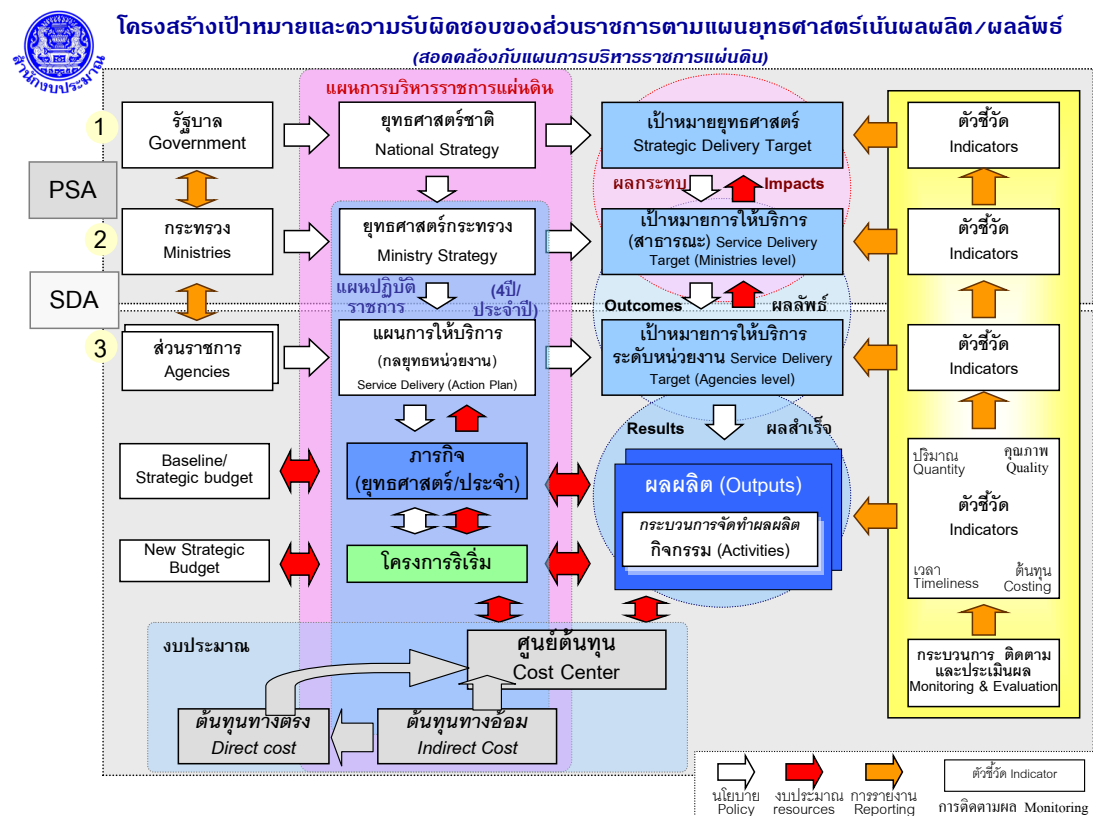 โครงสร้างเป้าหมายและความรับผิดชอบของส่วนราชการตามแผนยุทธศาสตร์เน้นผลผลิต/ผลลัพธ์
(สอดคล้องกับแผนการบริหารราชการแผ่นดิน)
สำนักงบประมาณ
แผนการบริหารราชการแผ่นดิน
1
รัฐบาล
Government
ยุทธศาสตร์ชาติ
National Strategy
เป้าหมายยุทธศาสตร์
Strategic Delivery Target
ตัวชี้วัด
Indicators
PSA
ผลกระทบ
Impacts
2
กระทรวง
Ministries
ยุทธศาสตร์กระทรวง
Ministry Strategy
เป้าหมายการให้บริการ
(สาธารณะ) Service Delivery
Target (Ministries level)
ตัวชี้วัด
Indicators
SDA
แผนปฏิบัติ
ราชการ
(4ปี/
ประจำปี)
Outcomes
ผลลัพธ์
3
ส่วนราชการ
Agencies
แผนการให้บริการ
(กลยุทธหน่วยงาน)
Service Delivery (Action Plan)
เป้าหมายการให้บริการ
ระดับหน่วยงาน Service Delivery
Target (Agencies level)
ตัวชี้วัด
Indicators
Results
ผลสำเร็จ
Baseline/
Strategic budget
ภารกิจ
(ยุทธศาสตร์/ประจำ)
ผลผลิต (Outputs)
กระบวนการจัดทำผลผลิต
กิจกรรม (Activities)
ปริมาณ
Quantity
คุณภาพ
Quality
ตัวชี้วัด
Indicators
เวลา
Timeliness
ต้นทุน
Costing
New Strategic
Budget
โครงการริเริ่ม
งบประมาณ
ศูนย์ต้นทุน
Cost Center
กระบวนการ ติดตาม
และประเมินผล
Monitoring & Evaluation
ต้นทุนทางตรง
Direct cost
ต้นทุนทางอ้อม
Indirect Cost
นโยบาย
Policy
งบประมาณ
resources
การรายงาน
Reporting
ตัวชี้วัด Indicator
การติดตามผล Monitoring